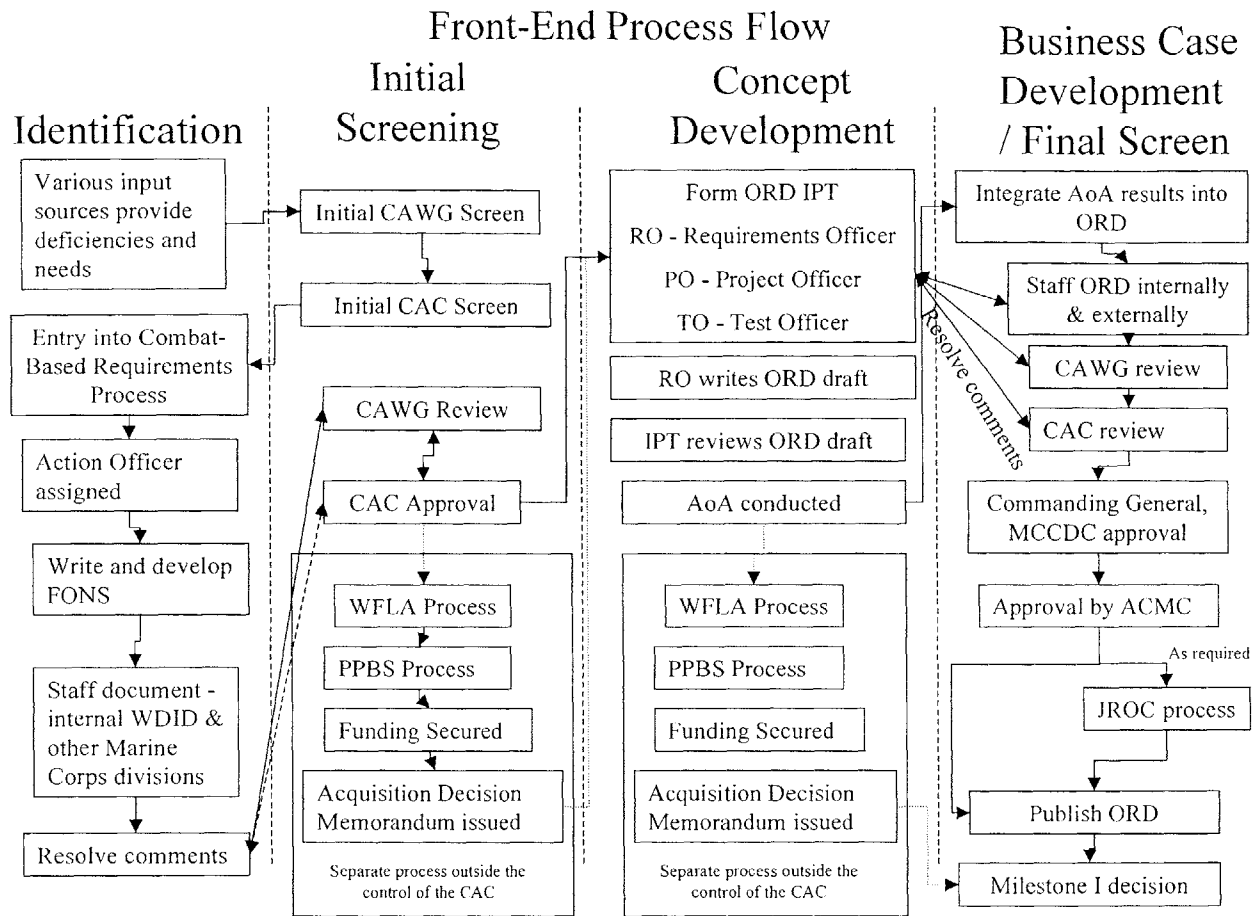 Front-End Process Flow
Identification
Various input
sources provide
deficiencies and
needs
Entry into Combat-
Based Requirements
Process
Action Officer
assigned
Write and develop
FONS
Staff document -
internal WDID &
other Marine
Corps divisions
Resolve comments
Initial
Screening
Initial CAWG Screen
Initial CAC Screen
CAWG Review
CAC Approval
WFLA Process
PPBS Process
Funding Secured
Acquisition Decision
Memorandum issued
Separate process outside the
control of the CAC
Concept
Development
Form ORD IPT
RO - Requirements Officer
PO - Project Officer
TO - Test Officer
RO writes ORD draft
IPT reviews ORD draft
AoA conducted
WFLA Process
PPBS Process
Funding Secured
Acquisition Decision
Memorandum issued
Separate process outside the
control of the CAC
Resolve comments
Business Case
Development
/ Final Screen
Integrate AoA results into
ORD
Staff ORD internally
& externally
CAWG review
CAC review
Commanding General,
MCCDC approval
Approval by ACMC
As required
JROC process
Publish ORD
Milestone I decision